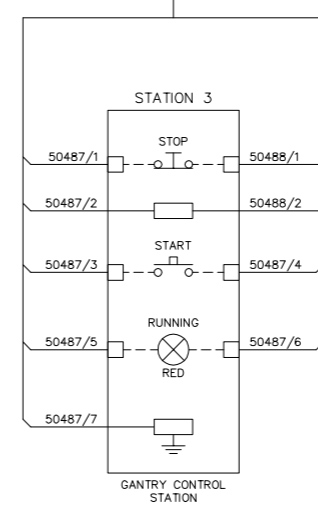 STATION 3
STOP
50487/1 50488/1
50487/2 50488/2
START
50487/3 50487/4
RUNNING
50487/5 50487/6
RED
50487/7
GANTRY CONTROL
STATION